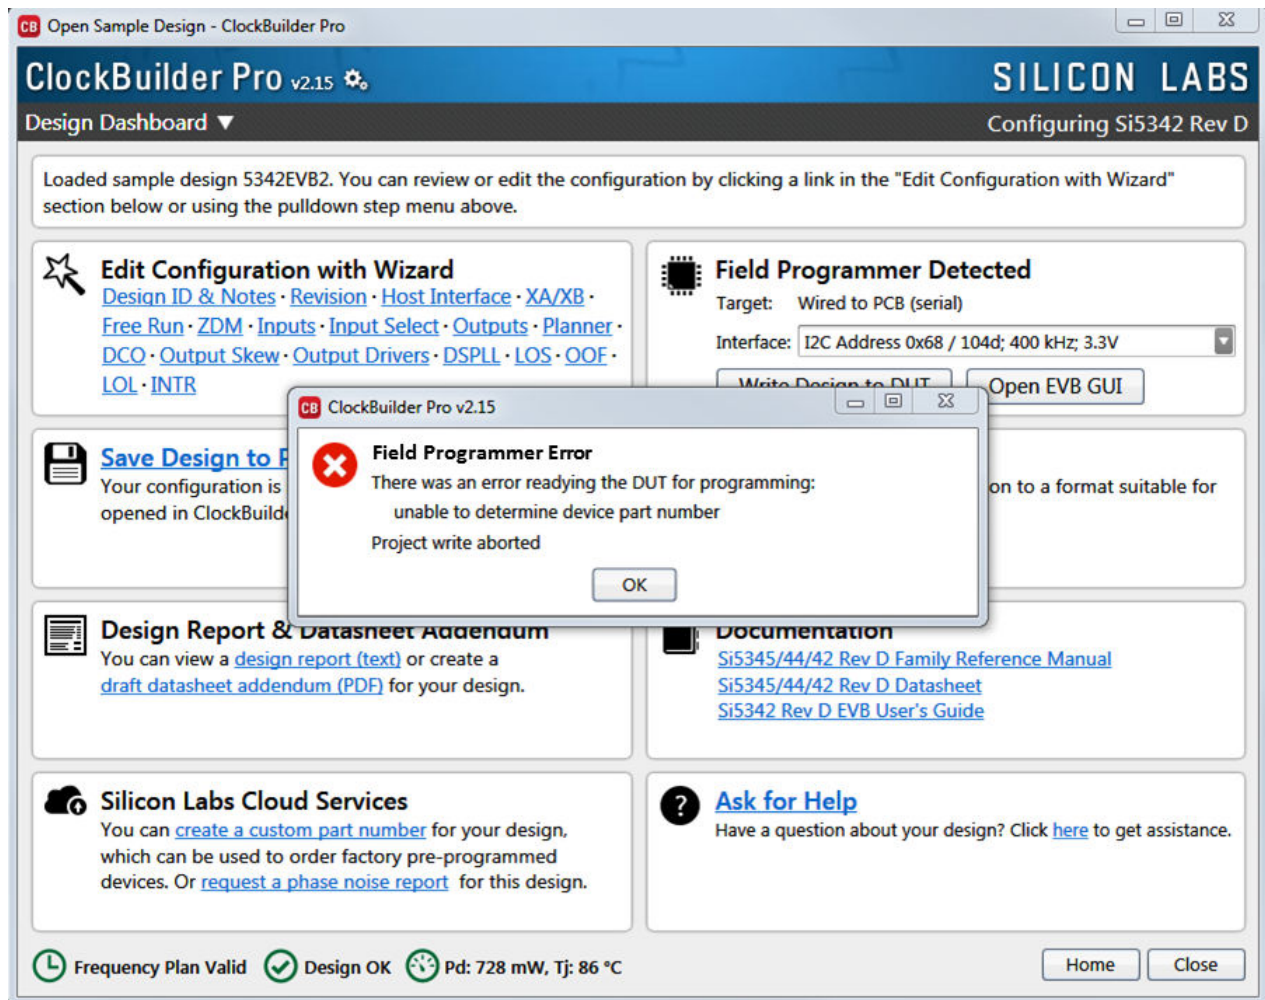 CB Open Sample Design - ClockBuilder Pro
ClockBuilder Pro v2.15
SILICON LABS
Design Dashboard ▼
Configuring Si5342 Rev D
Loaded sample design 5342EVB2. You can review or edit the configuration by clicking a link in the "Edit Configuration with Wizard"
section below or using the pulldown step menu above.
Edit Configuration with Wizard
Design ID & Notes · Revision · Host Interface · XA/XB ·
Free Run · ZDM · Inputs · Input Select · Outputs · Planner ·
DCO · Output Skew · Output Drivers · DSPLL · LOS · OOF ·
LOL · INTR
Field Programmer Detected
Target: Wired to PCB (serial)
Interface: I2C Address 0x68 / 104d; 400 kHz; 3.3V
Write Design to DUT
Open EVB GUI
CB ClockBuilder Pro v2.15
Field Programmer Error
There was an error readying the DUT for programming:
unable to determine device part number
Project write aborted
OK
Save Design to P
Your configuration is
opened in ClockBuild
on to a format suitable for
Design Report & Datasheet Addendum
You can view a design report (text) or create a
draft datasheet addendum (PDF) for your design.
Documentation
Si5345/44/42 Rev D Family Reference Manual
Si5345/44/42 Rev D Datasheet
Si5342 Rev D EVB User's Guide
Silicon Labs Cloud Services
You can create a custom part number for your design,
which can be used to order factory pre-programmed
devices. Or request a phase noise report for this design.
? Ask for Help
Have a question about your design? Click here to get assistance.
Frequency Plan Valid
Design OK
Pd: 728 mW, Tj: 86 °C
Home
Close